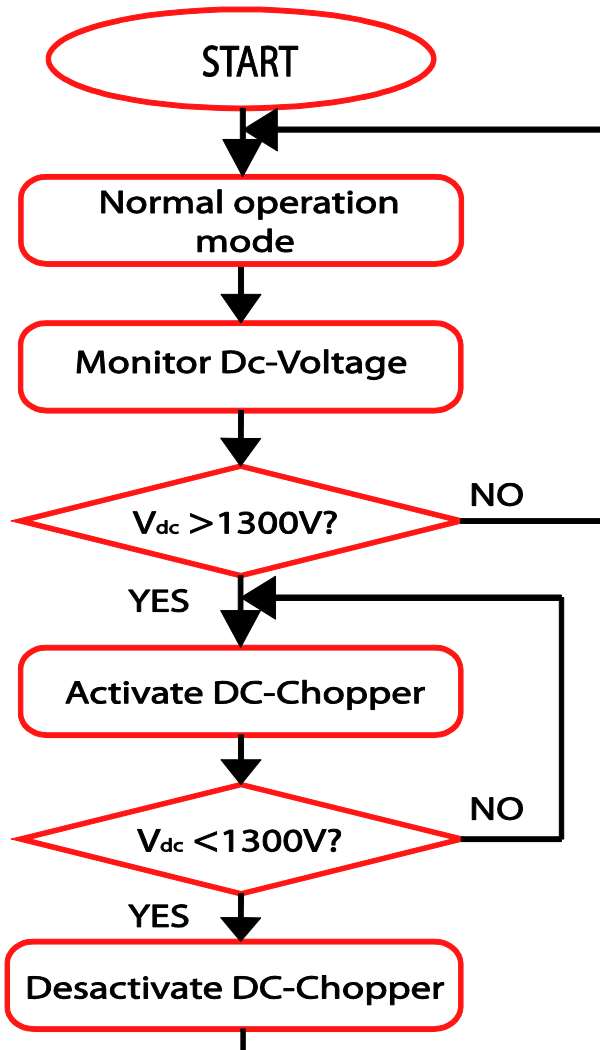 START
Normal operation
mode
Monitor Dc-Voltage
NO
Vdc >1300V?
YES
Activate DC-Chopper
NO
Vdc <1300V?
YES
Desactivate DC-Chopper